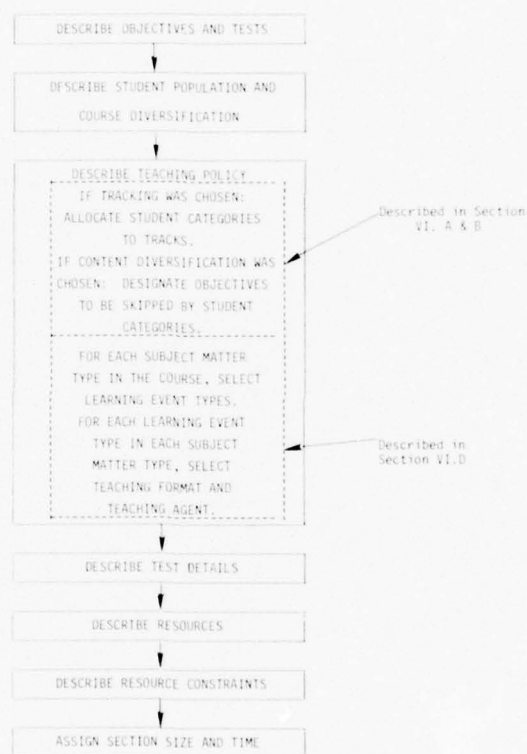 DESCRIBE OBJECTIVES AND TESTS
DESCRIBE STUDENT POPULATION AND
COURSE DIVERSIFICATION
DESCRIBE TEACHING POLICY
IF TRACKING WAS CHOSEN:
ALLOCATE STUDENT CATEGORIES
TO TRACKS.
IF CONTENT DIVERSIFICATION WAS
CHOSEN: DESIGNATE OBJECTIVES
TO BE SKIPPED BY STUDENT
CATEGORIES.
Described in Section
VI. A & B
FOR EACH SUBJECT MATTER
TYPE IN THE COURSE, SELECT
LEARNING EVENT TYPES.
FOR EACH LEARNING EVENT
TYPE IN EACH SUBJECT
MATTER TYPE, SELECT
TEACHING FORMAT AND
TEACHING AGENT.
Described in
Section VI.D
DESCRIBE TEST DETAILS
DESCRIBE RESOURCES
DESCRIBE RESOURCE CONSTRAINTS
ASSIGN SECTION SIZE AND TIME